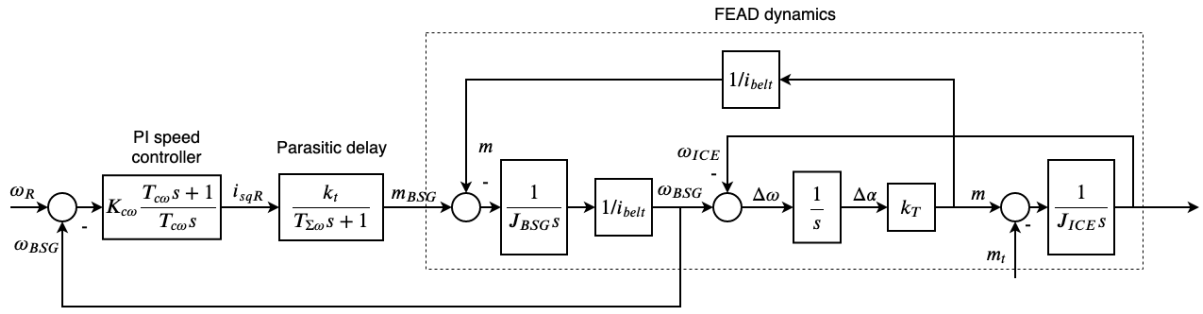 FEAD dynamics
1/i_belt
PI speed
controller
Parasitic delay
m
ω_ICE
-
ω_R
K_cω (T_cω s + 1)/(T_cω s)
i_sqR
k_t/(T_Σω s + 1)
m_BSG
-
1/(J_BSG s)
1/i_belt
ω_BSG
Δω
1/s
Δα
k_T
m
1/(J_ICE s)
-
ω_BSG
-
m_t